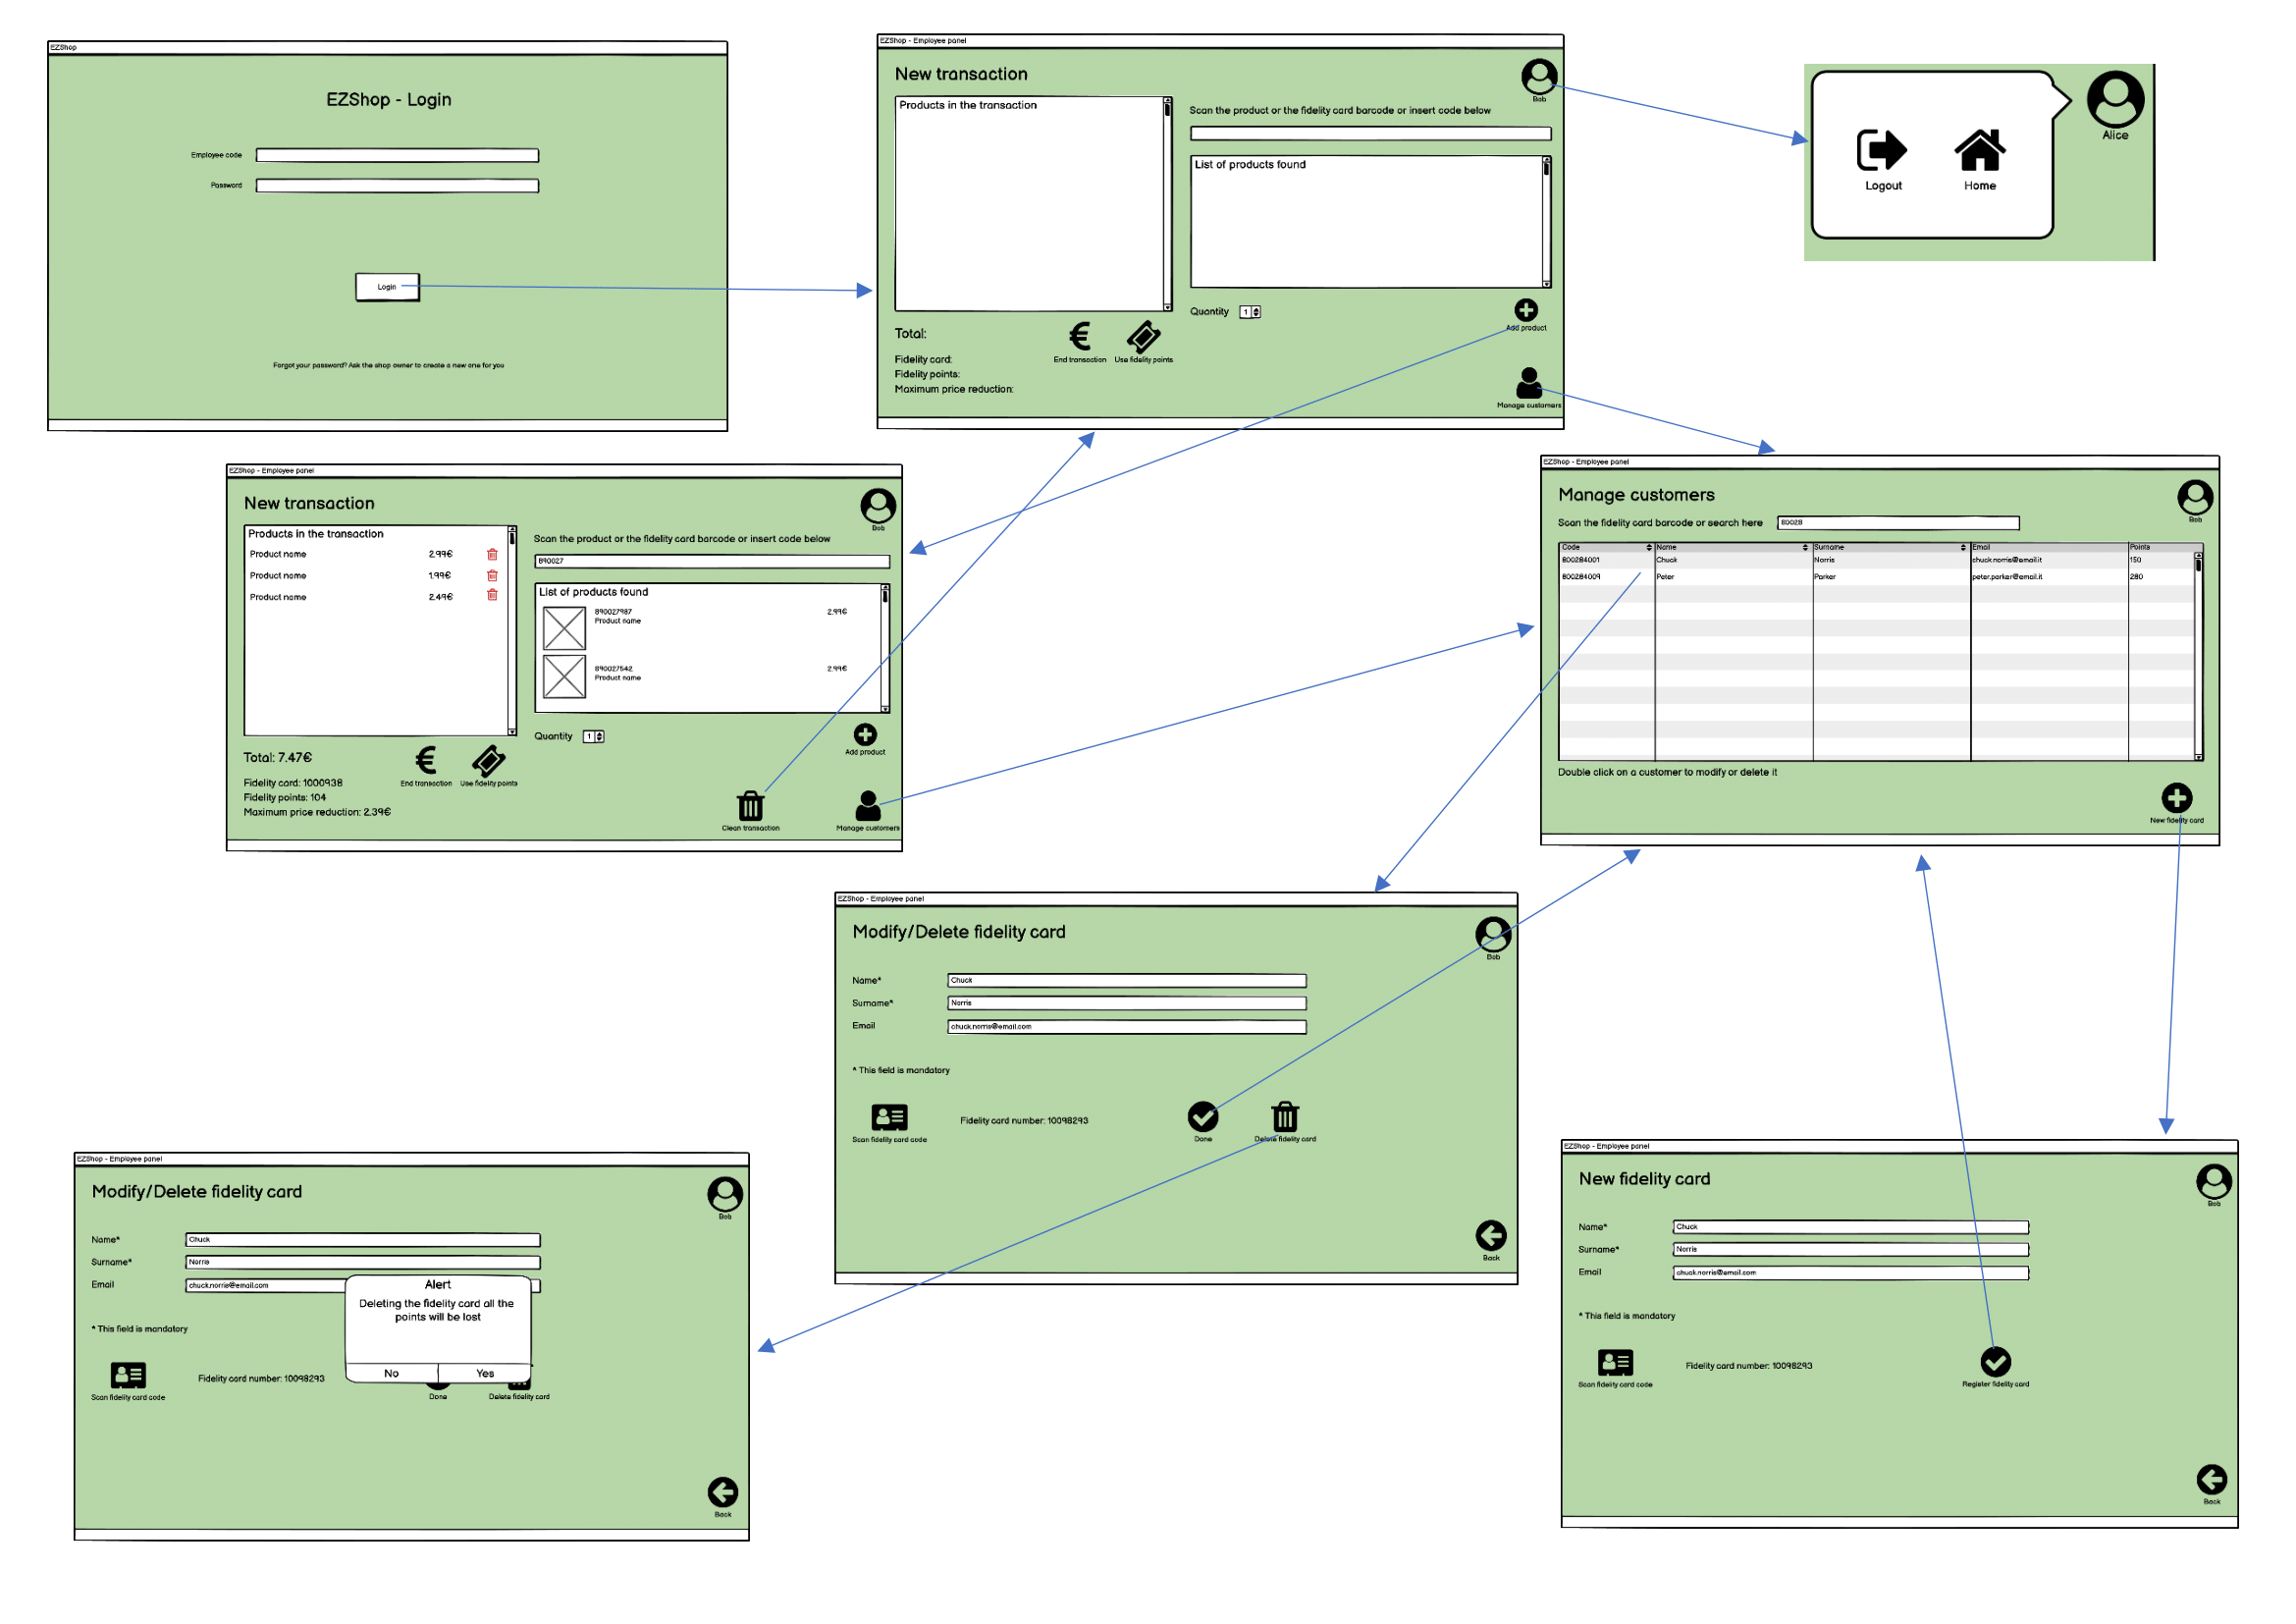 EZShop
EZShop - Login
Employee code
Password
Login
Forgot your password? Ask the shop owner to create a new one for you
EZShop - Employee panel
New transaction
Bob
Products in the transaction
Scan the product or the fidelity card barcode or insert code below
List of products found
Quantity 1
Add product
Total:
End transaction
Use fidelity points
Fidelity card:
Fidelity points:
Maximum price reduction:
Manage customers
Alice
Logout
Home
EZShop - Employee panel
New transaction
Bob
Products in the transaction
Product name 2.99€
Product name 1.99€
Product name 2.49€
Scan the product or the fidelity card barcode or insert code below
890027
List of products found
890027987 2.99€
Product name
890027542 2.99€
Product name
Quantity 1
Add product
Total: 7.47€
End transaction
Use fidelity points
Fidelity card: 1000938
Fidelity points: 104
Maximum price reduction: 2.39€
Clean transaction
Manage customers
EZShop - Employee panel
Manage customers
Bob
Scan the fidelity card barcode or search here
80028
Code Name Surname Email Points
800284001 Chuck Norris chuck.norris@email.it 150
800284009 Peter Parker peter.parker@email.it 280
Double click on a customer to modify or delete it
New fidelity card
EZShop - Employee panel
Modify/Delete fidelity card
Bob
Name* Chuck
Surname* Norris
Email chuck.norris@email.com
* This field is mandatory
Scan fidelity card code
Fidelity card number: 10098293
Done
Delete fidelity card
Back
EZShop - Employee panel
Modify/Delete fidelity card
Bob
Name* Chuck
Surname* Norris
Email chuck.norris@email.com
Alert
Deleting the fidelity card all the
points will be lost
No Yes
* This field is mandatory
Scan fidelity card code
Fidelity card number: 10098293
Done
Delete fidelity card
Back
EZShop - Employee panel
New fidelity card
Bob
Name* Chuck
Surname* Norris
Email chuck.norris@email.com
* This field is mandatory
Scan fidelity card code
Fidelity card number: 10098293
Register fidelity card
Back